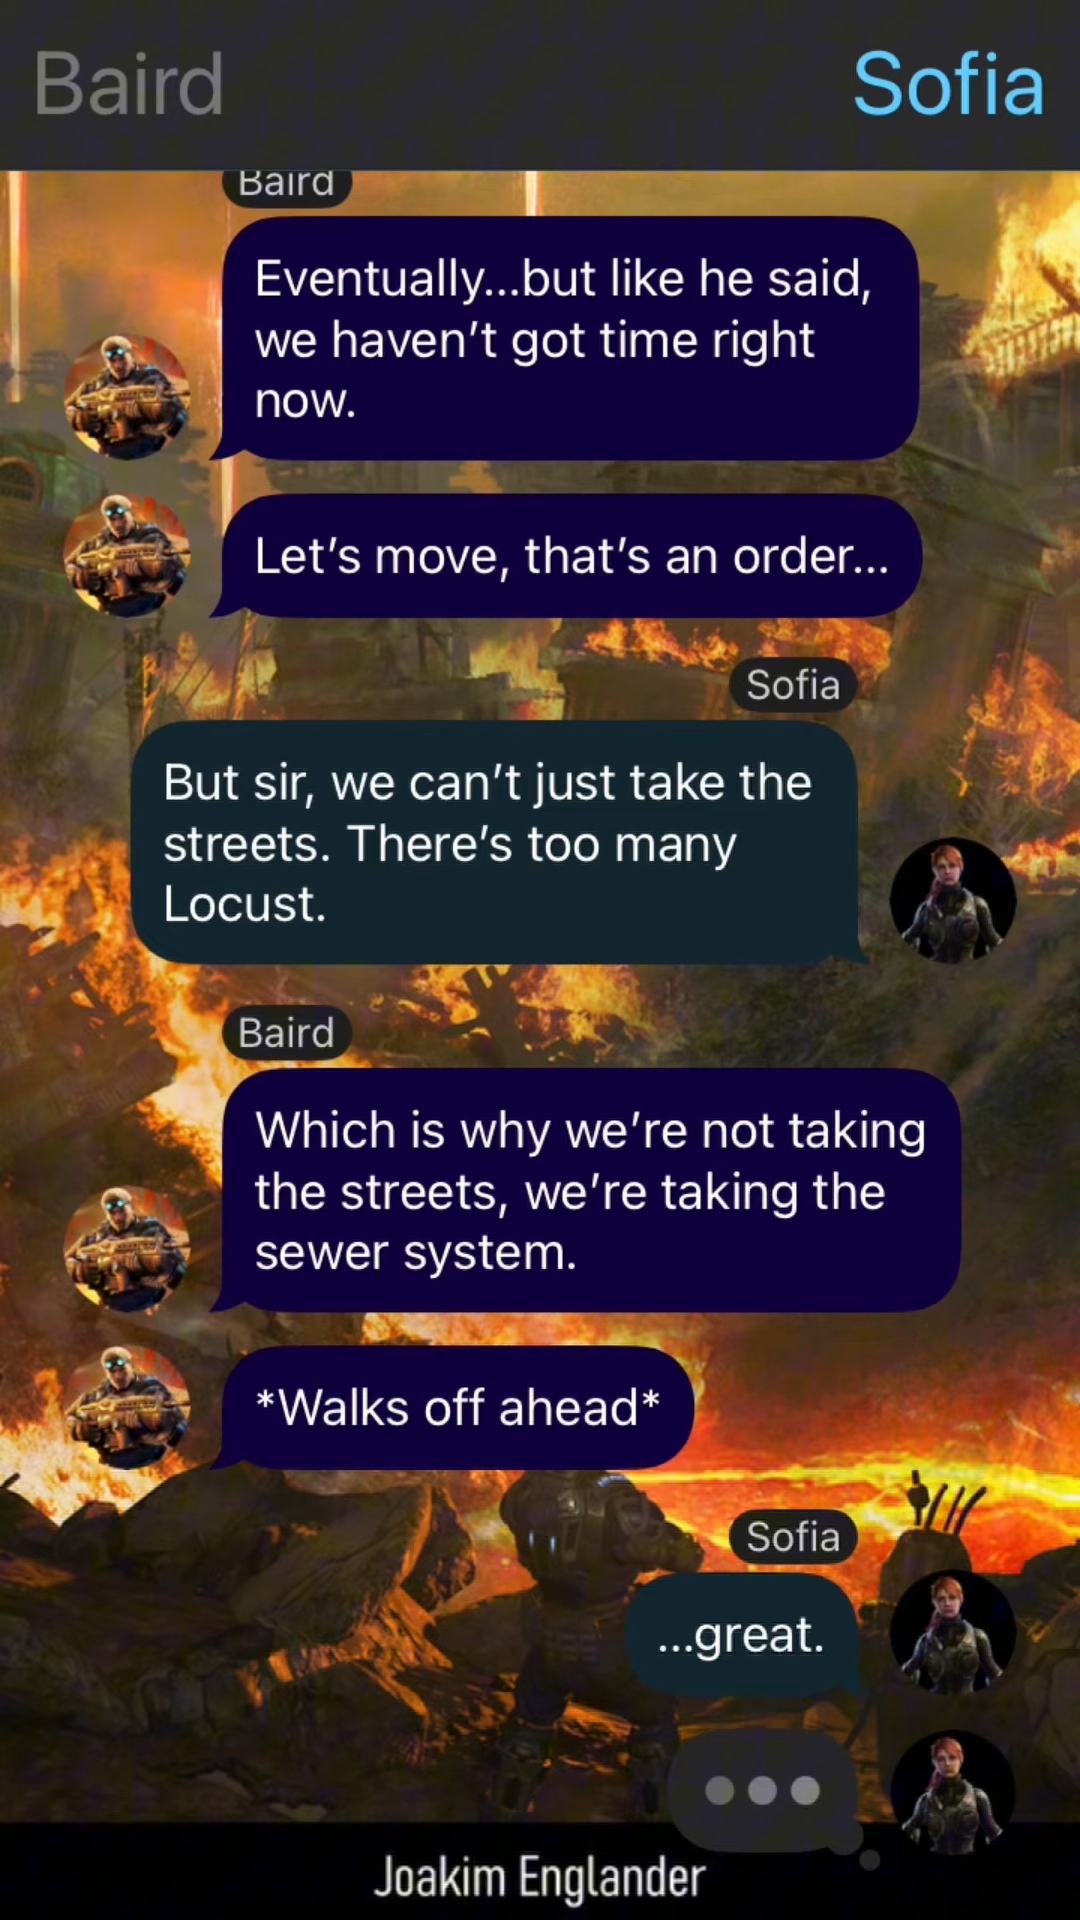 Baird
Sofia
Baird
Eventually...but like he said,
we haven’t got time right
now.
Let’s move, that’s an order...
Sofia
But sir, we can’t just take the
streets. There’s too many
Locust.
Baird
Which is why we’re not taking
the streets, we’re taking the
sewer system.
*Walks off ahead*
Sofia
...great.
Joakim Englander